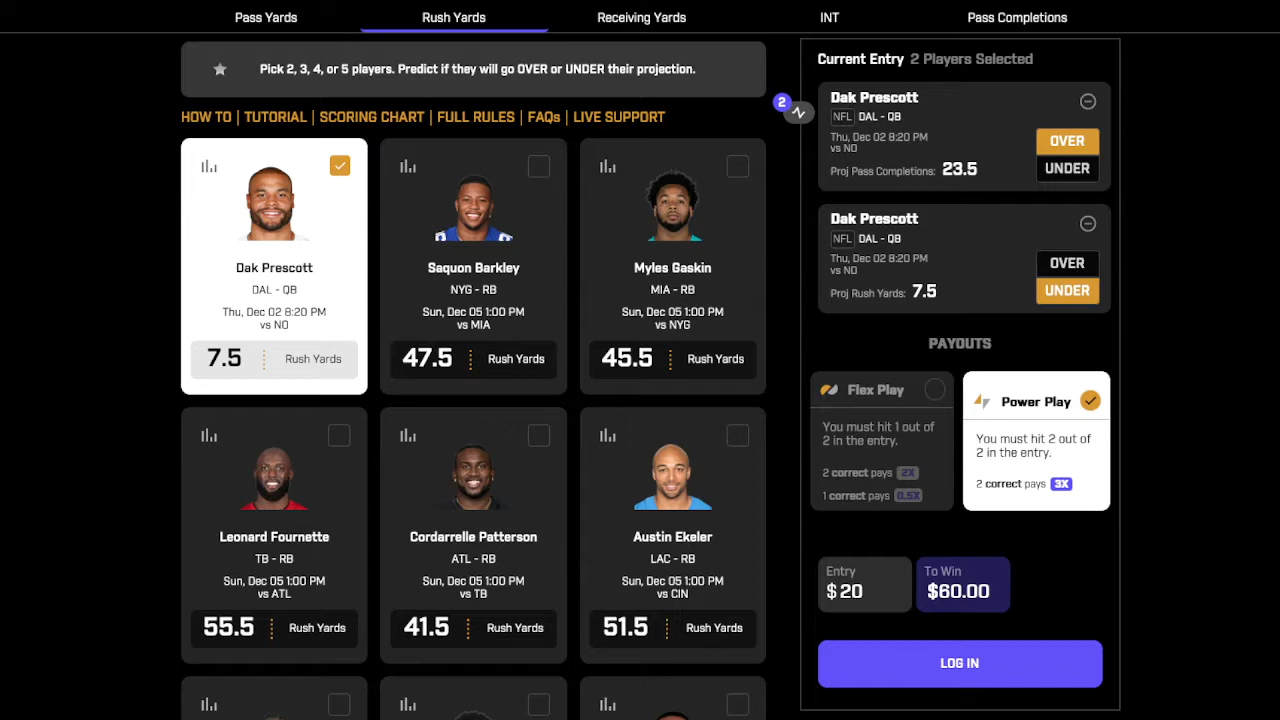 Pass Yards
Rush Yards
Receiving Yards
INT
Pass Completions
Pick 2, 3, 4, or 5 players. Predict if they will go OVER or UNDER their projection.
HOW TO | TUTORIAL | SCORING CHART | FULL RULES | FAQs | LIVE SUPPORT
Dak Prescott
DAL - QB
Thu, Dec 02 8:20 PM
vs NO
7.5 Rush Yards
Saquon Barkley
NYG - RB
Sun, Dec 05 1:00 PM
vs MIA
47.5 Rush Yards
Myles Gaskin
MIA - RB
Sun, Dec 05 1:00 PM
vs NYG
45.5 Rush Yards
Leonard Fournette
TB - RB
Sun, Dec 05 1:00 PM
vs ATL
55.5 Rush Yards
Cordarrelle Patterson
ATL - RB
Sun, Dec 05 1:00 PM
vs TB
41.5 Rush Yards
Austin Ekeler
LAC - RB
Sun, Dec 05 1:00 PM
vs CIN
51.5 Rush Yards
2
Current Entry 2 Players Selected
Dak Prescott
NFL DAL - QB
Thu, Dec 02 8:20 PM
vs NO
Proj Pass Completions: 23.5
OVER
UNDER
Dak Prescott
NFL DAL - QB
Thu, Dec 02 8:20 PM
vs NO
Proj Rush Yards: 7.5
OVER
UNDER
PAYOUTS
Flex Play
You must hit 1 out of
2 in the entry.
2 correct pays 2X
1 correct pays 0.5X
Power Play
You must hit 2 out of
2 in the entry.
2 correct pays 3X
Entry
$ 20
To Win
$60.00
LOG IN